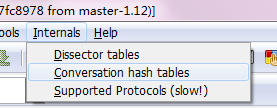 7fc8978 from master-1.12)]
ools Internals Help
Dissector tables
Conversation hash tables
Supported Protocols (slow!)